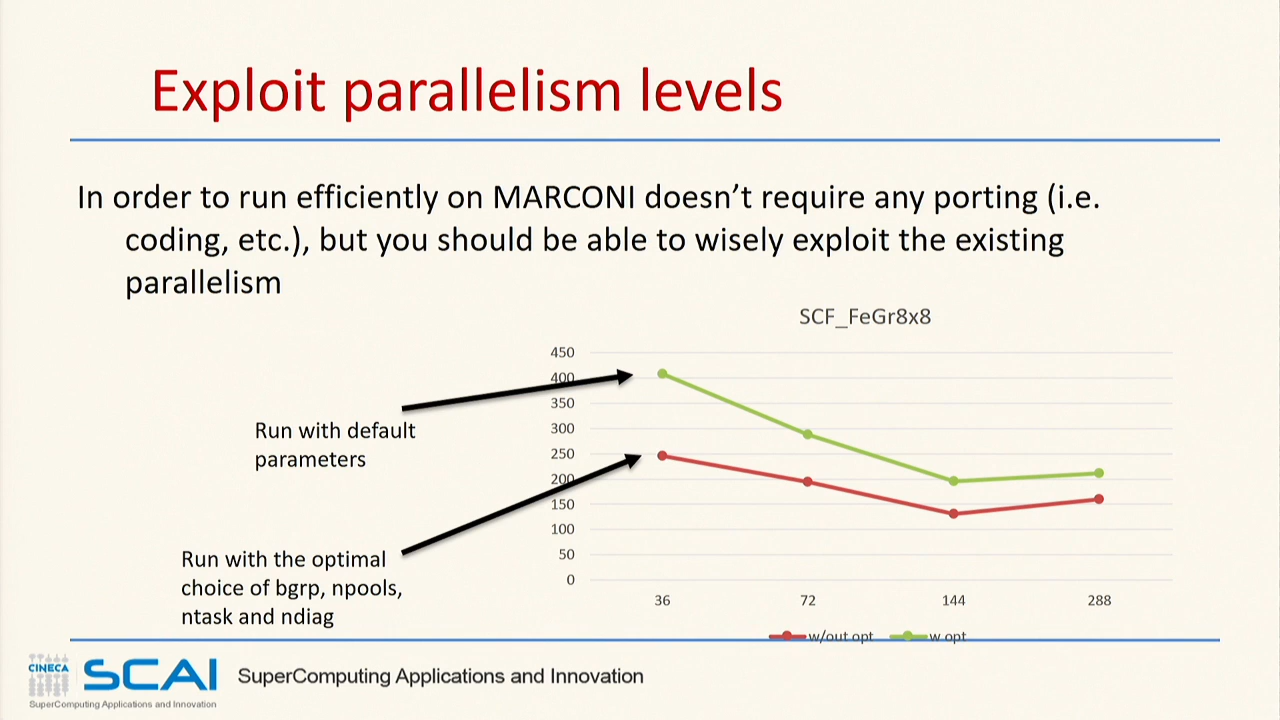 Exploit parallelism levels
In order to run efficiently on MARCONI doesn't require any porting (i.e.
coding, etc.), but you should be able to wisely exploit the existing
parallelism
SCF_FeGr8x8
450
400
350
300
250
200
150
100
50
0
36 72 144 288
w/out opt w opt
Run with default
parameters
Run with the optimal
choice of bgrp, npools,
ntask and ndiag
CINECA SCAI SuperComputing Applications and Innovation
SuperComputing Applications and Innovation